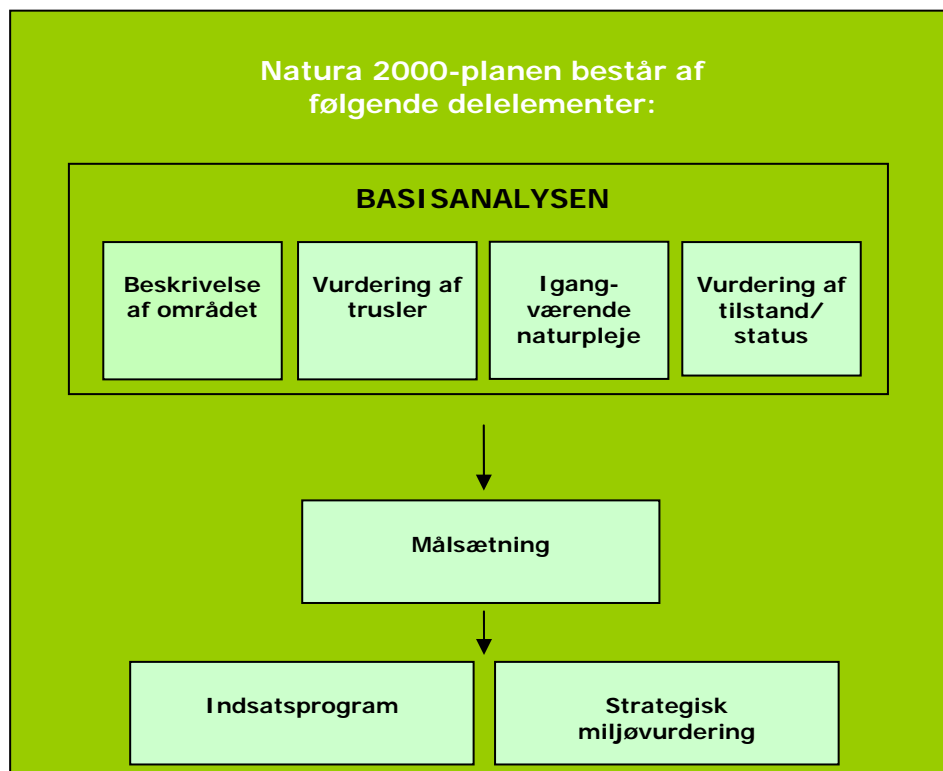 Natura 2000-planen består af
følgende delelementer:
BASISANALYSEN
Beskrivelse
af området
Vurdering af
trusler
Igang-
værende
naturpleje
Vurdering af
tilstand/
status
Målsætning
Indsatsprogram
Strategisk
miljøvurdering